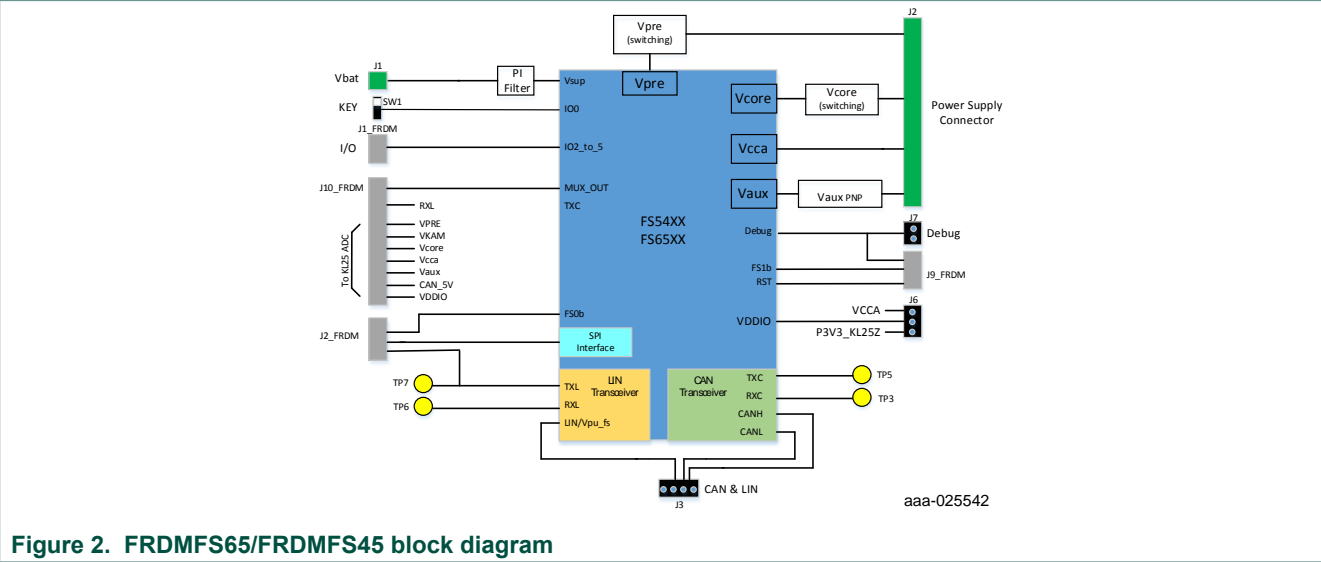 J2
Vpre
(switching)
J1
Vbat
PI
Filter
Vsup
Vpre
Vcore
Vcore
(switching)
Power Supply
Connector
KEY
SW1
IO0
J1_FRDM
I/O
IO2_to_5
Vcca
J10_FRDM
MUX_OUT
TXC
Vaux
Vaux PNP
RXL
VPRE
VKAM
Vcore
Vcca
Vaux
CAN_5V
VDDIO
To KL25 ADC
FS54XX
FS65XX
Debug
J7
Debug
FS1b
RST
J9_FRDM
J6
VCCA
VDDIO
P3V3_KL25Z
FS0b
J2_FRDM
SPI
Interface
TP7
TXL
LIN
Transceiver
CAN
Transceiver
TXC
TP5
TP6
RXL
RXC
TP3
LIN/Vpu_fs
CANH
CANL
CAN & LIN
J3
aaa-025542
Figure 2. FRDMFS65/FRDMFS45 block diagram